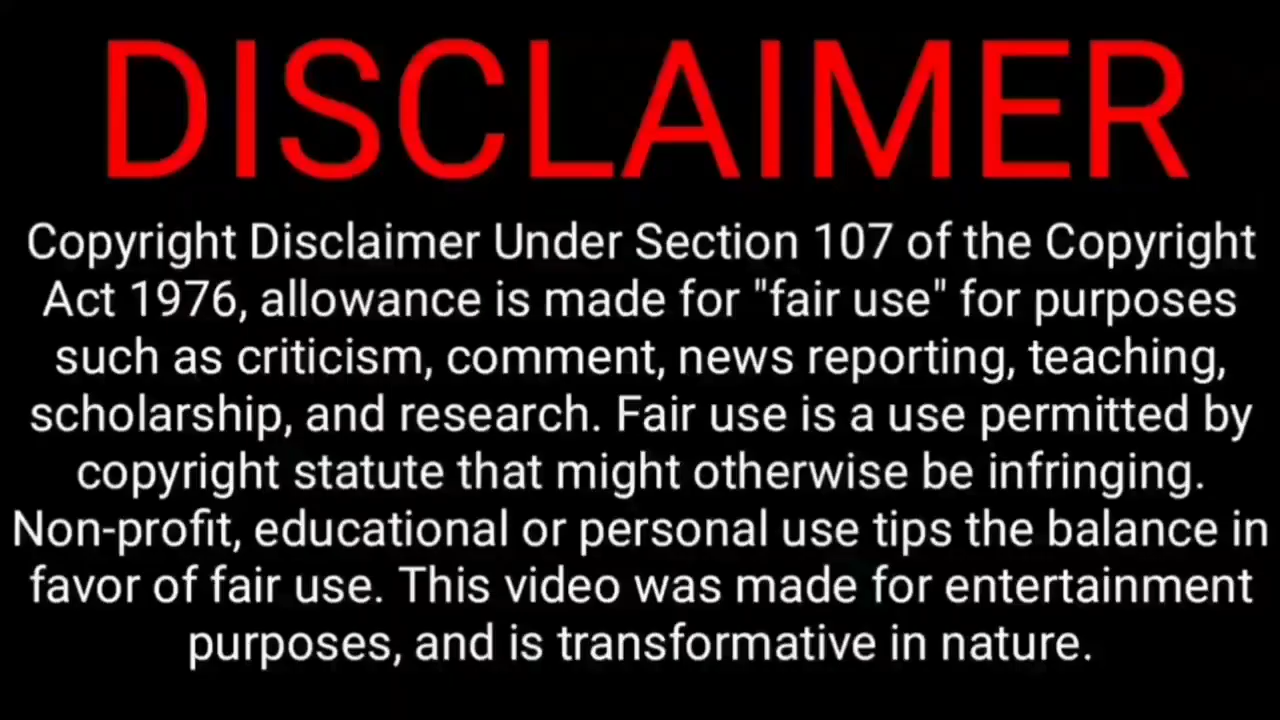 DISCLAIMER
Copyright Disclaimer Under Section 107 of the Copyright
Act 1976, allowance is made for "fair use" for purposes
such as criticism, comment, news reporting, teaching,
scholarship, and research. Fair use is a use permitted by
copyright statute that might otherwise be infringing.
Non-profit, educational or personal use tips the balance in
favor of fair use. This video was made for entertainment
purposes, and is transformative in nature.